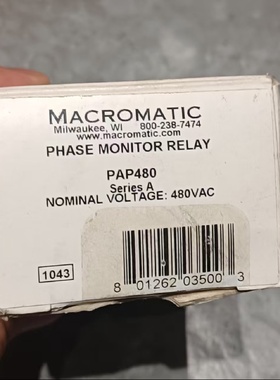 MACROMATIC
Milwaukee, WI 800-238-7474
www.macromatic.com
PHASE MONITOR RELAY
PAP480
Series A
NOMINAL VOLTAGE: 480VAC
1043
8 01262 03500 3